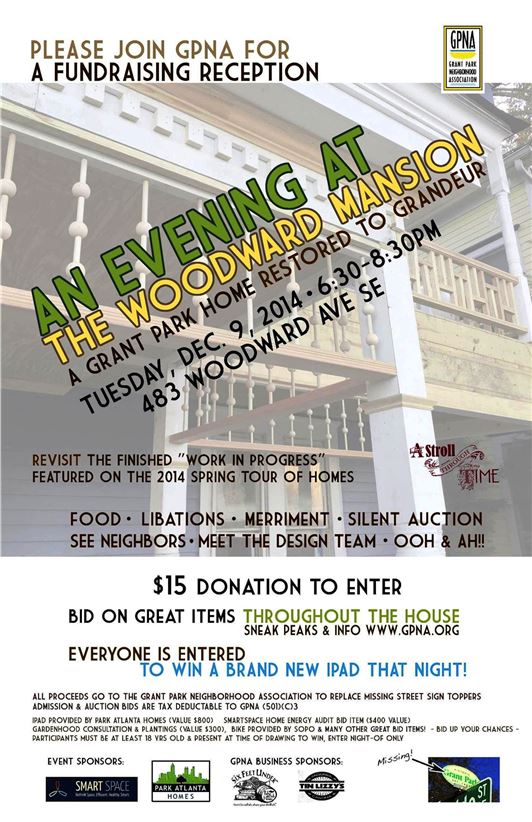 PLEASE JOIN GPNA FOR
A FUNDRAISING RECEPTION
GPNA
GRANT PARK
NEIGHBORHOOD
ASSOCIATION
AN EVENING AT
THE WOODWARD MANSION
A GRANT PARK HOME RESTORED TO GRANDEUR
TUESDAY, DEC. 9, 2014 • 6:30-8:30PM
483 WOODWARD AVE SE
REVISIT THE FINISHED "WORK IN PROGRESS"
FEATURED ON THE 2014 SPRING TOUR OF HOMES
A Stroll
THROUGH
TIME
FOOD • LIBATIONS • MERRIMENT • SILENT AUCTION
SEE NEIGHBORS • MEET THE DESIGN TEAM • OOH & AH!!
$15 DONATION TO ENTER
BID ON GREAT ITEMS THROUGHOUT THE HOUSE
SNEAK PEAKS & INFO WWW.GPNA.ORG
EVERYONE IS ENTERED
TO WIN A BRAND NEW IPAD THAT NIGHT!
ALL PROCEEDS GO TO THE GRANT PARK NEIGHBORHOOD ASSOCIATION TO REPLACE MISSING STREET SIGN TOPPERS
ADMISSION & AUCTION BIDS ARE TAX DEDUCTABLE TO GPNA (501)(C)3
IPAD PROVIDED BY PARK ATLANTA HOMES (VALUE $800) SMARTSPACE HOME ENERGY AUDIT BID ITEM ($400 VALUE)
GARDENHOOD CONSULTATION & PLANTINGS (VALUE $300), BIKE PROVIDED BY SOPO & MANY OTHER GREAT BID ITEMS! - BID UP YOUR CHANCES -
PARTICIPANTS MUST BE AT LEAST 18 YRS OLD & PRESENT AT TIME OF DRAWING TO WIN, ENTER NIGHT-OF ONLY
EVENT SPONSORS:
GPNA BUSINESS SPONSORS:
Missing!
SMART SPACE
PARK ATLANTA
HOMES
SIX FEET UNDER
TIN LIZZY'S
Grant Park
ST